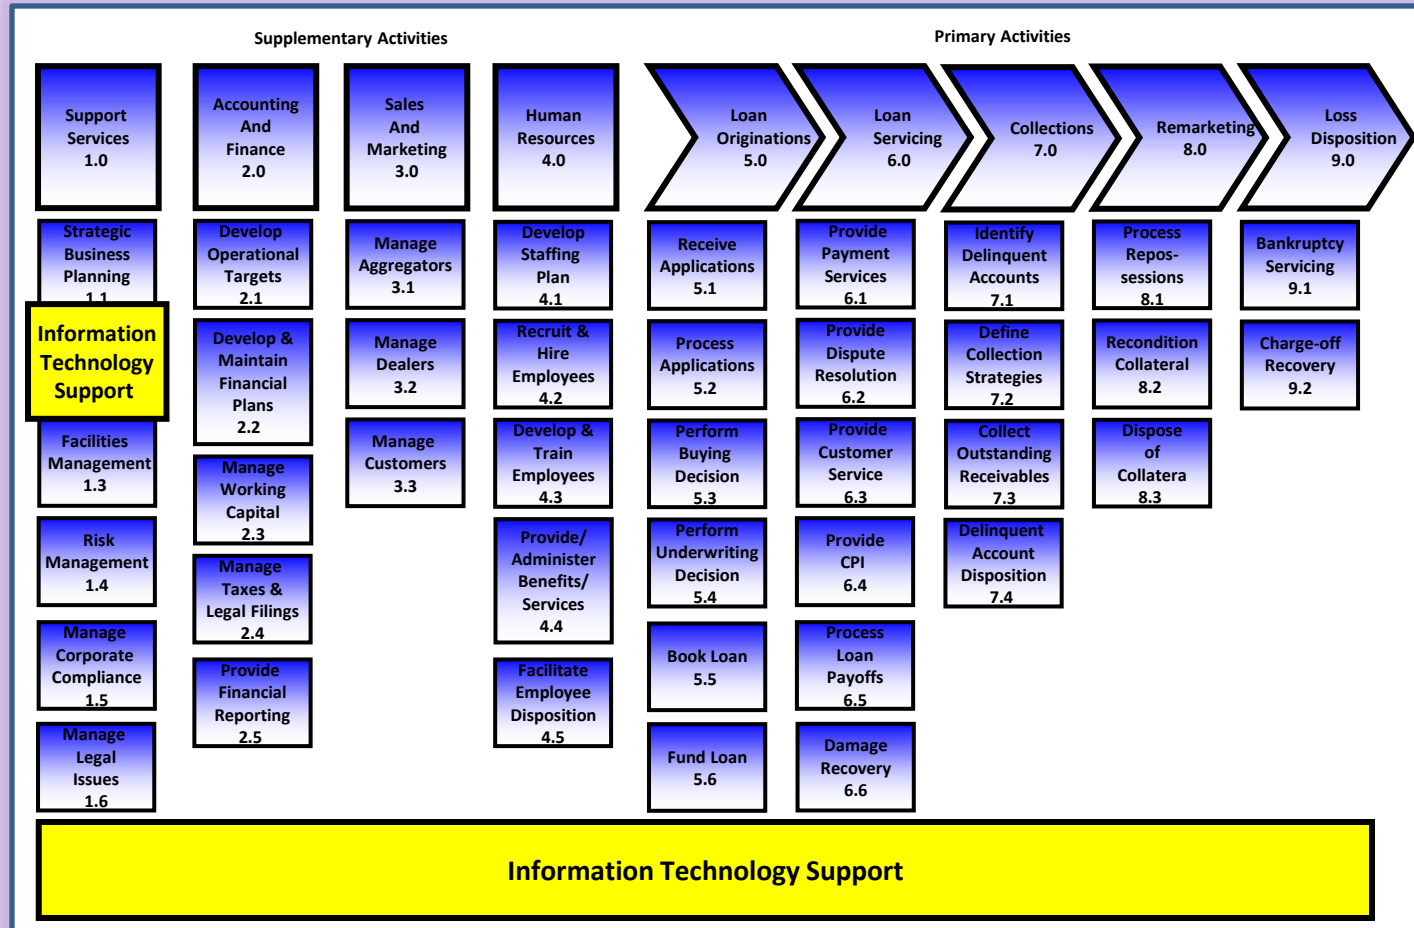 Supplementary Activities
Primary Activities
Support
Services
1.0
Accounting
And
Finance
2.0
Sales
And
Marketing
3.0
Human
Resources
4.0
Loan
Originations
5.0
Loan
Servicing
6.0
Collections
7.0
Remarketing
8.0
Loss
Disposition
9.0
Strategic
Business
Planning
1.1
Information
Technology
Support
Facilities
Management
1.3
Risk
Management
1.4
Manage
Corporate
Compliance
1.5
Manage
Legal
Issues
1.6
Develop
Operational
Targets
2.1
Develop &
Maintain
Financial
Plans
2.2
Manage
Working
Capital
2.3
Manage
Taxes &
Legal Filings
2.4
Provide
Financial
Reporting
2.5
Manage
Aggregators
3.1
Manage
Dealers
3.2
Manage
Customers
3.3
Develop
Staffing
Plan
4.1
Recruit &
Hire
Employees
4.2
Develop &
Train
Employees
4.3
Provide/
Administer
Benefits/
Services
4.4
Facilitate
Employee
Disposition
4.5
Receive
Applications
5.1
Process
Applications
5.2
Perform
Buying
Decision
5.3
Perform
Underwriting
Decision
5.4
Book Loan
5.5
Fund Loan
5.6
Provide
Payment
Services
6.1
Provide
Dispute
Resolution
6.2
Provide
Customer
Service
6.3
Provide
CPI
6.4
Process
Loan
Payoffs
6.5
Damage
Recovery
6.6
Identify
Delinquent
Accounts
7.1
Define
Collection
Strategies
7.2
Collect
Outstanding
Receivables
7.3
Delinquent
Account
Disposition
7.4
Process
Repos-
sessions
8.1
Recondition
Collateral
8.2
Dispose
of
Collatera
8.3
Bankruptcy
Servicing
9.1
Charge-off
Recovery
9.2
Information Technology Support